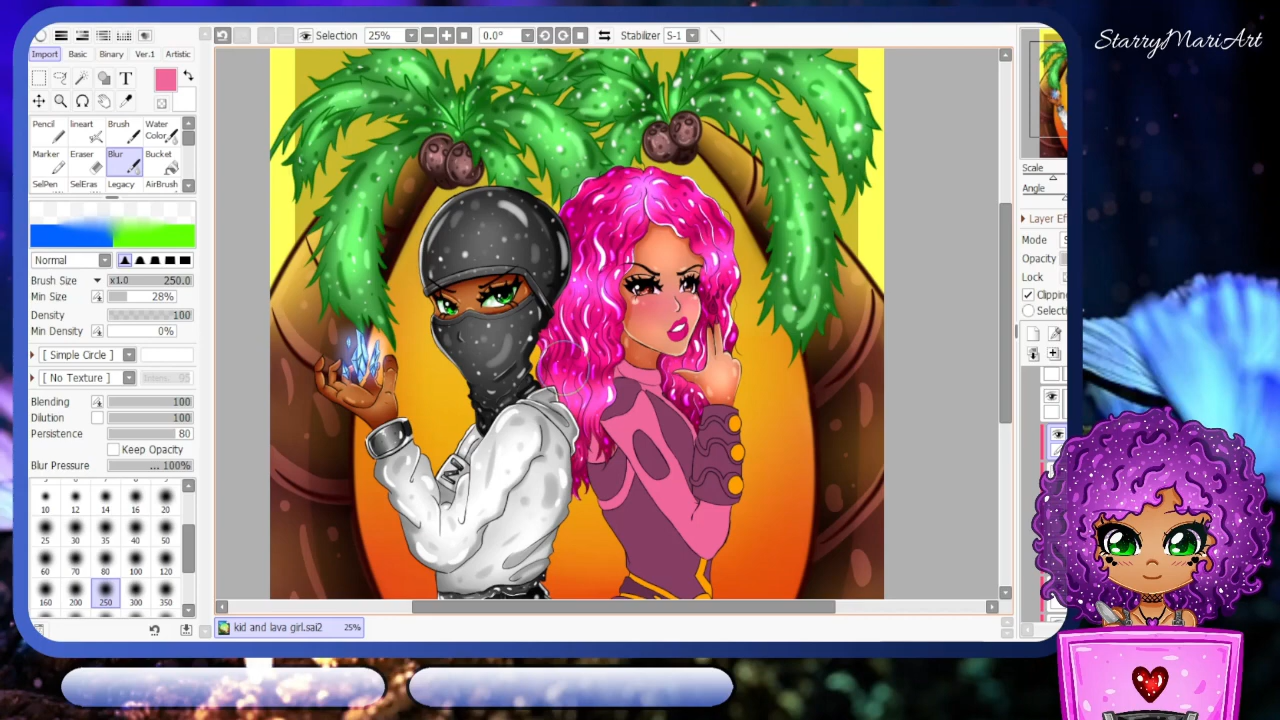 StarryMariArt
Selection 25% 0.0° Stabilizer S-1
Import Basic Binary Ver.1 Artistic
T
Pencil lineart Brush Water
Color
Marker Eraser Blur Bucket
SelPen SelEras Legacy AirBrush
Normal
Brush Size x1.0 250.0
Min Size 28%
Density 100
Min Density 0%
[ Simple Circle ]
[ No Texture ]
Blending 100
Dilution 100
Persistence 80
Keep Opacity
Blur Pressure ... 100%
10 12 14 16 20
25 30 35 40 50
60 70 80 100 120
160 200 250 300 350
kid and lava girl.sai2 25%
Scale
Angle
Layer Ef
Mode
Opacity
Lock
Clippin
Selecti